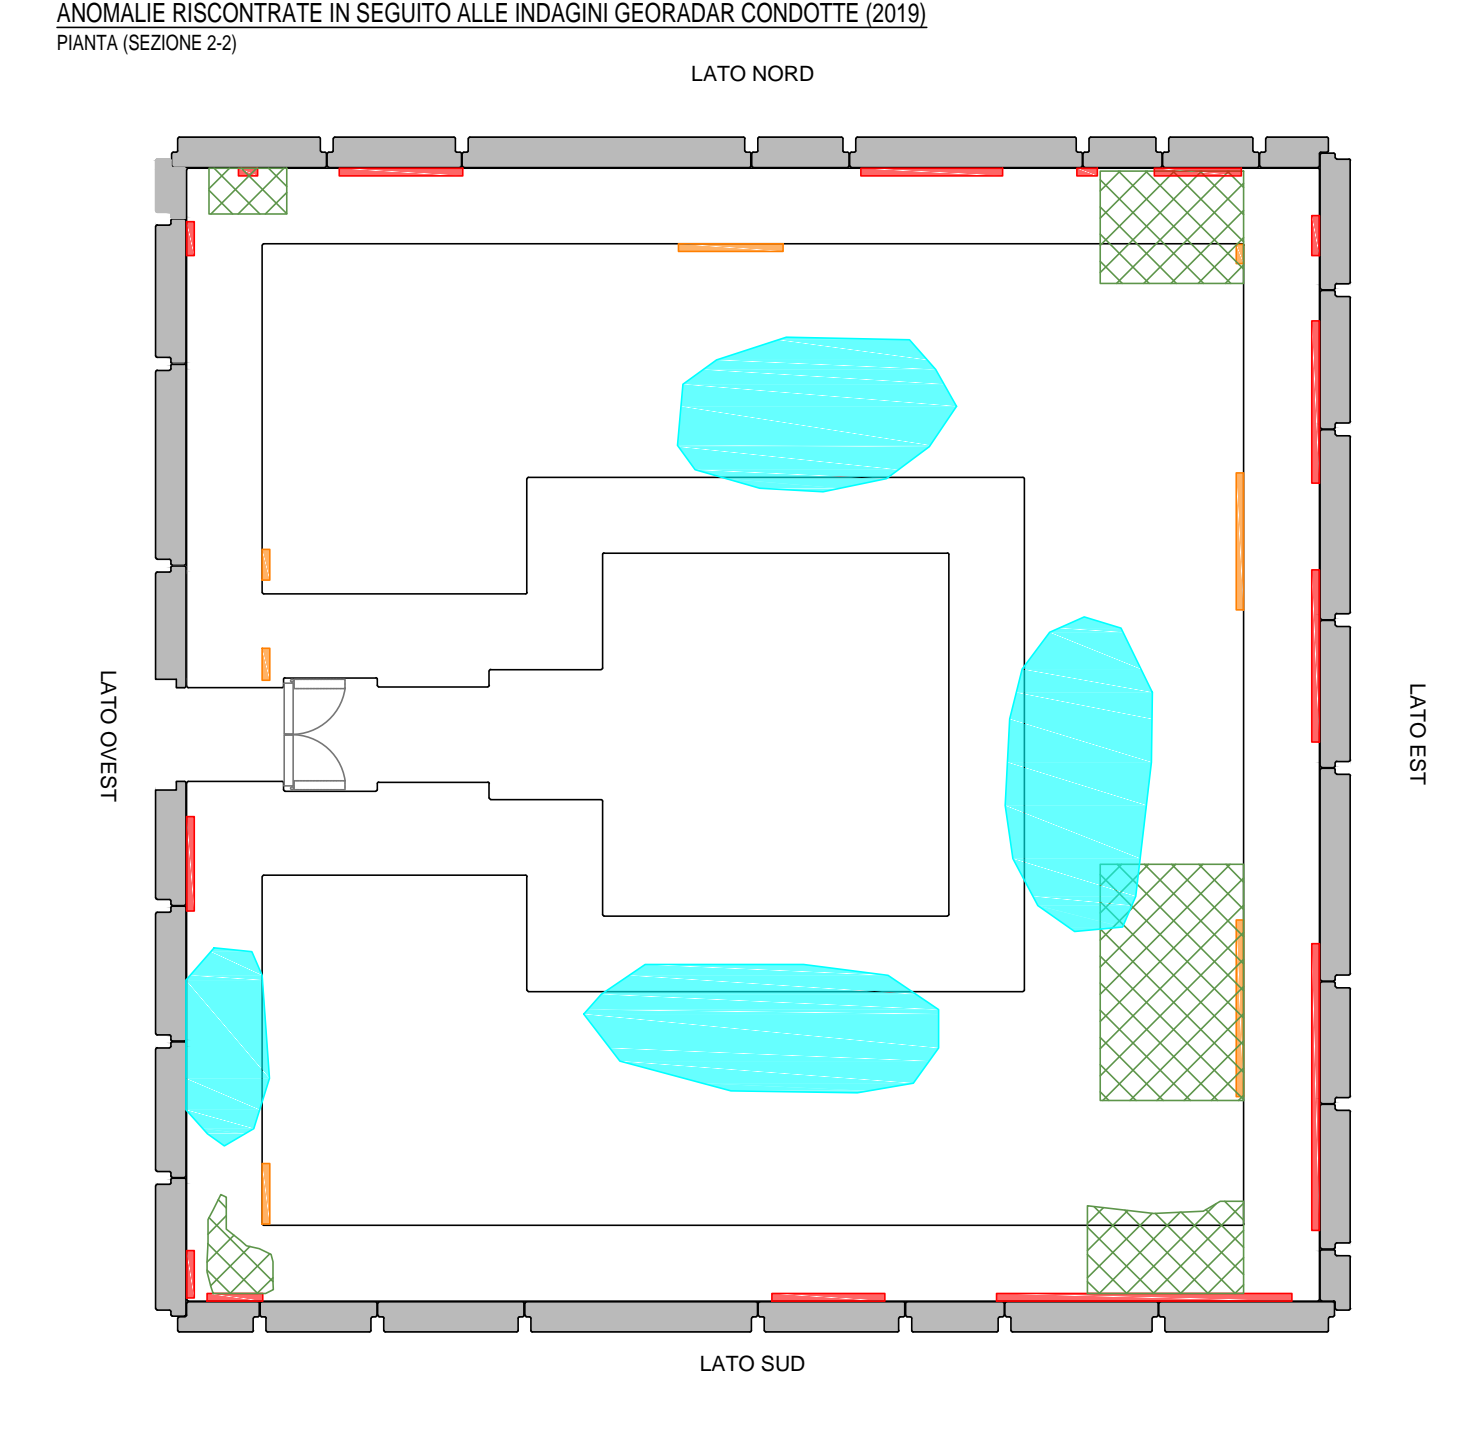 ANOMALIE RISCONTRATE IN SEGUITO ALLE INDAGINI GEORADAR CONDOTTE (2019)
PIANTA (SEZIONE 2-2)
LATO NORD
LATO OVEST
LATO EST
LATO SUD